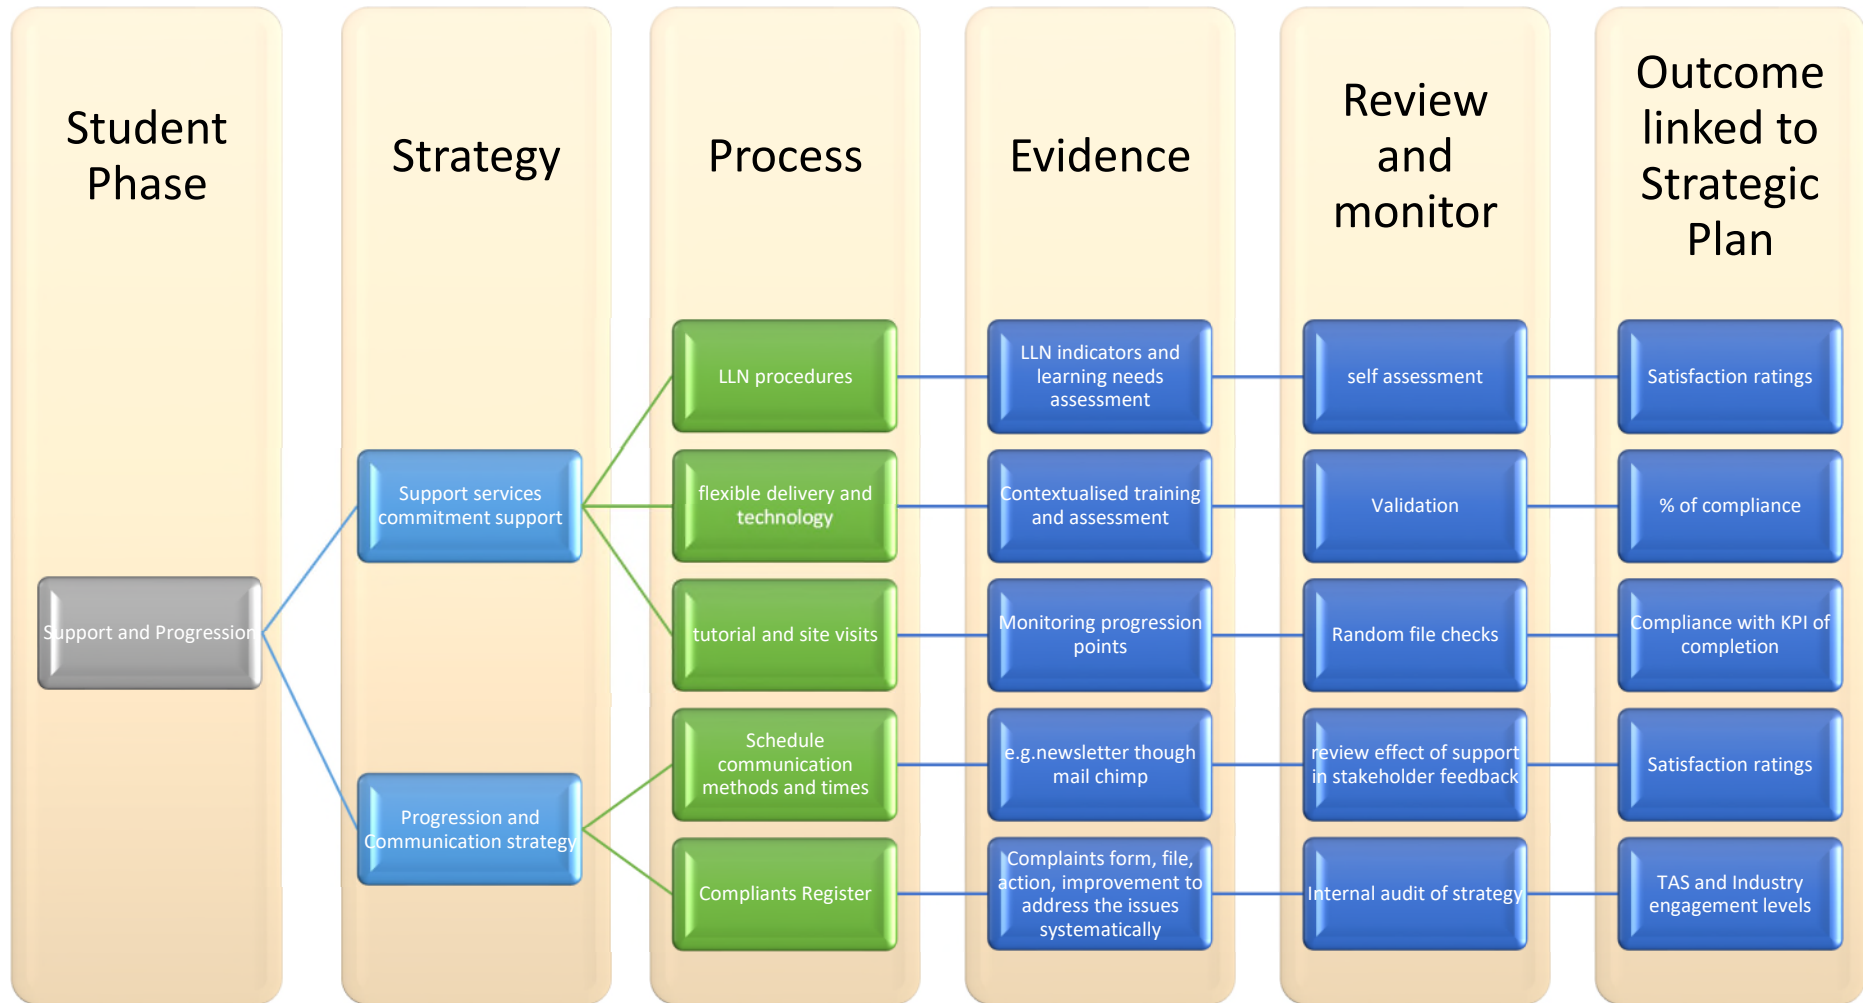 Student
Phase
Strategy
Process
Evidence
Review
and
monitor
Outcome
linked to
Strategic
Plan
Support and Progression
Support services
commitment support
LLN procedures
LLN indicators and
learning needs
assessment
self assessment
Satisfaction ratings
flexible delivery and
technology
Contextualised training
and assessment
Validation
% of compliance
tutorial and site visits
Monitoring progression
points
Random file checks
Compliance with KPI of
completion
Progression and
Communication strategy
Schedule
communication
methods and times
e.g.newsletter though
mail chimp
review effect of support
in stakeholder feedback
Satisfaction ratings
Compliants Register
Complaints form, file,
action, improvement to
address the issues
systematically
Internal audit of strategy
TAS and Industry
engagement levels